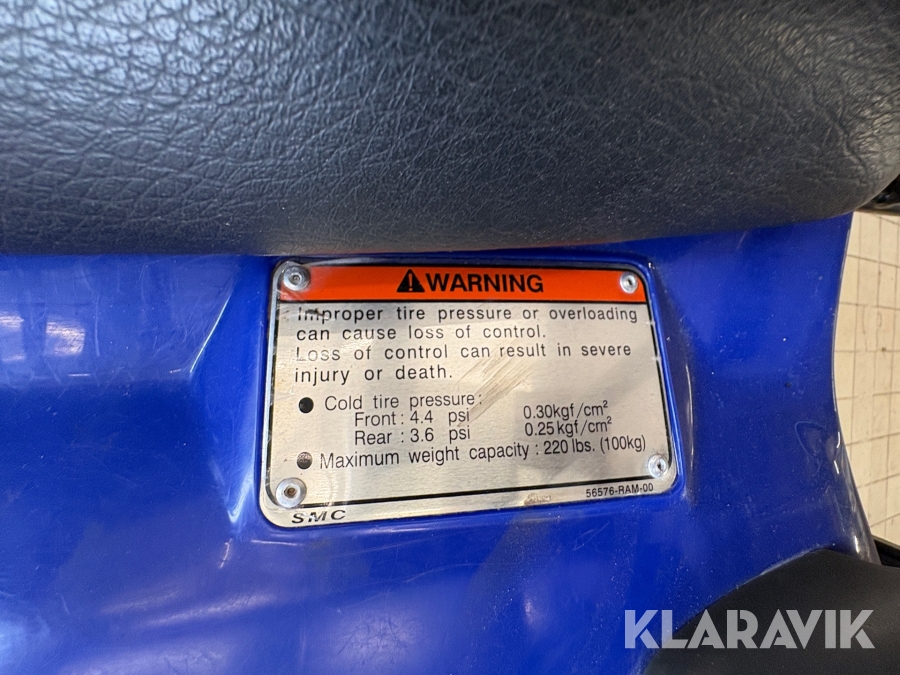 WARNING
Improper tire pressure or overloading
can cause loss of control.
Loss of control can result in severe
injury or death.
● Cold tire pressure:
Front : 4.4 psi 0.30kgf/cm²
Rear : 3.6 psi 0.25kgf/cm²
● Maximum weight capacity : 220 lbs. (100kg)
56576-RAM-00
SMC
KLARAVIK